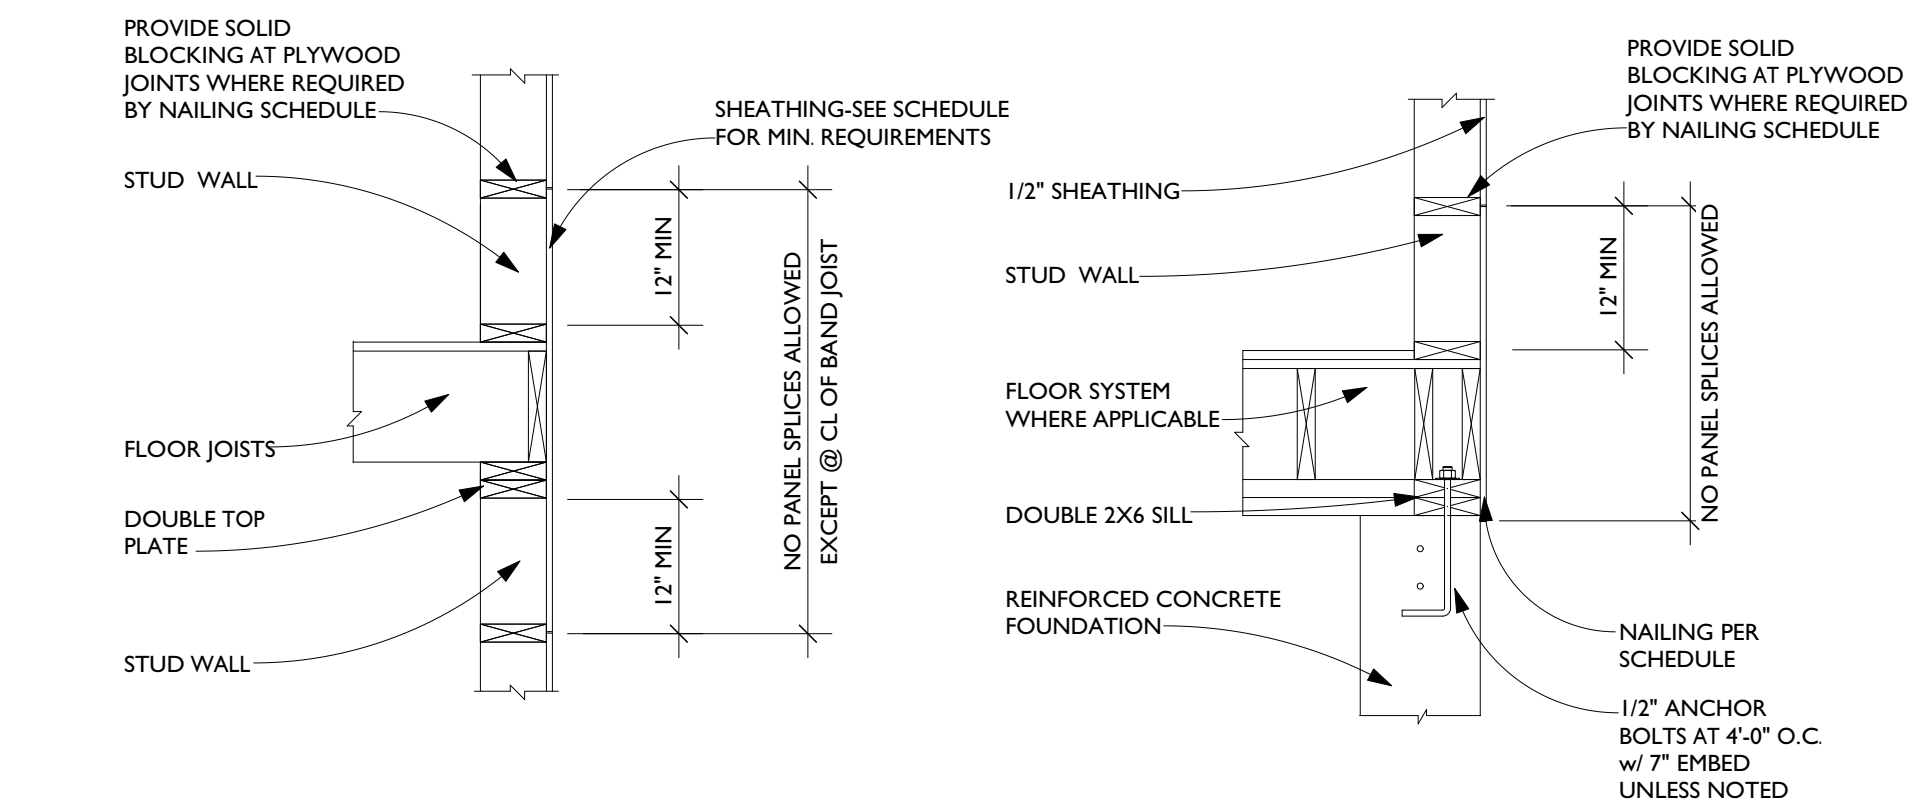 PROVIDE SOLID
BLOCKING AT PLYWOOD
JOINTS WHERE REQUIRED
BY NAILING SCHEDULE
STUD WALL
FLOOR JOISTS
DOUBLE TOP
PLATE
STUD WALL
SHEATHING-SEE SCHEDULE
FOR MIN. REQUIREMENTS
12" MIN
12" MIN
NO PANEL SPLICES ALLOWED
EXCEPT @ CL OF BAND JOIST
1/2" SHEATHING
STUD WALL
FLOOR SYSTEM
WHERE APPLICABLE
DOUBLE 2X6 SILL
REINFORCED CONCRETE
FOUNDATION
PROVIDE SOLID
BLOCKING AT PLYWOOD
JOINTS WHERE REQUIRED
BY NAILING SCHEDULE
12" MIN
NO PANEL SPLICES ALLOWED
NAILING PER
SCHEDULE
1/2" ANCHOR
BOLTS AT 4'-0" O.C.
w/ 7" EMBED
UNLESS NOTED